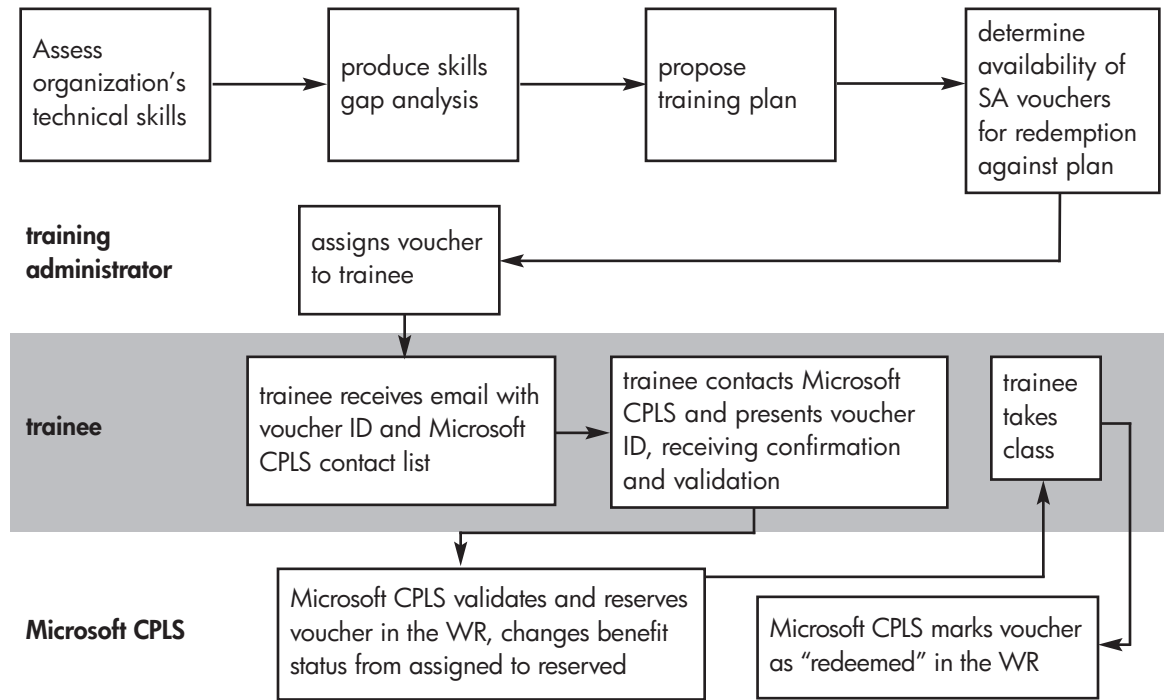 Assess
organization’s
technical skills
produce skills
gap analysis
propose
training plan
determine
availability of
SA vouchers
for redemption
against plan
training
administrator
assigns voucher
to trainee
trainee
trainee receives email with
voucher ID and Microsoft
CPLS contact list
trainee contacts Microsoft
CPLS and presents voucher
ID, receiving confirmation
and validation
trainee
takes
class
Microsoft CPLS
Microsoft CPLS validates and reserves
voucher in the WR, changes benefit
status from assigned to reserved
Microsoft CPLS marks voucher
as “redeemed” in the WR